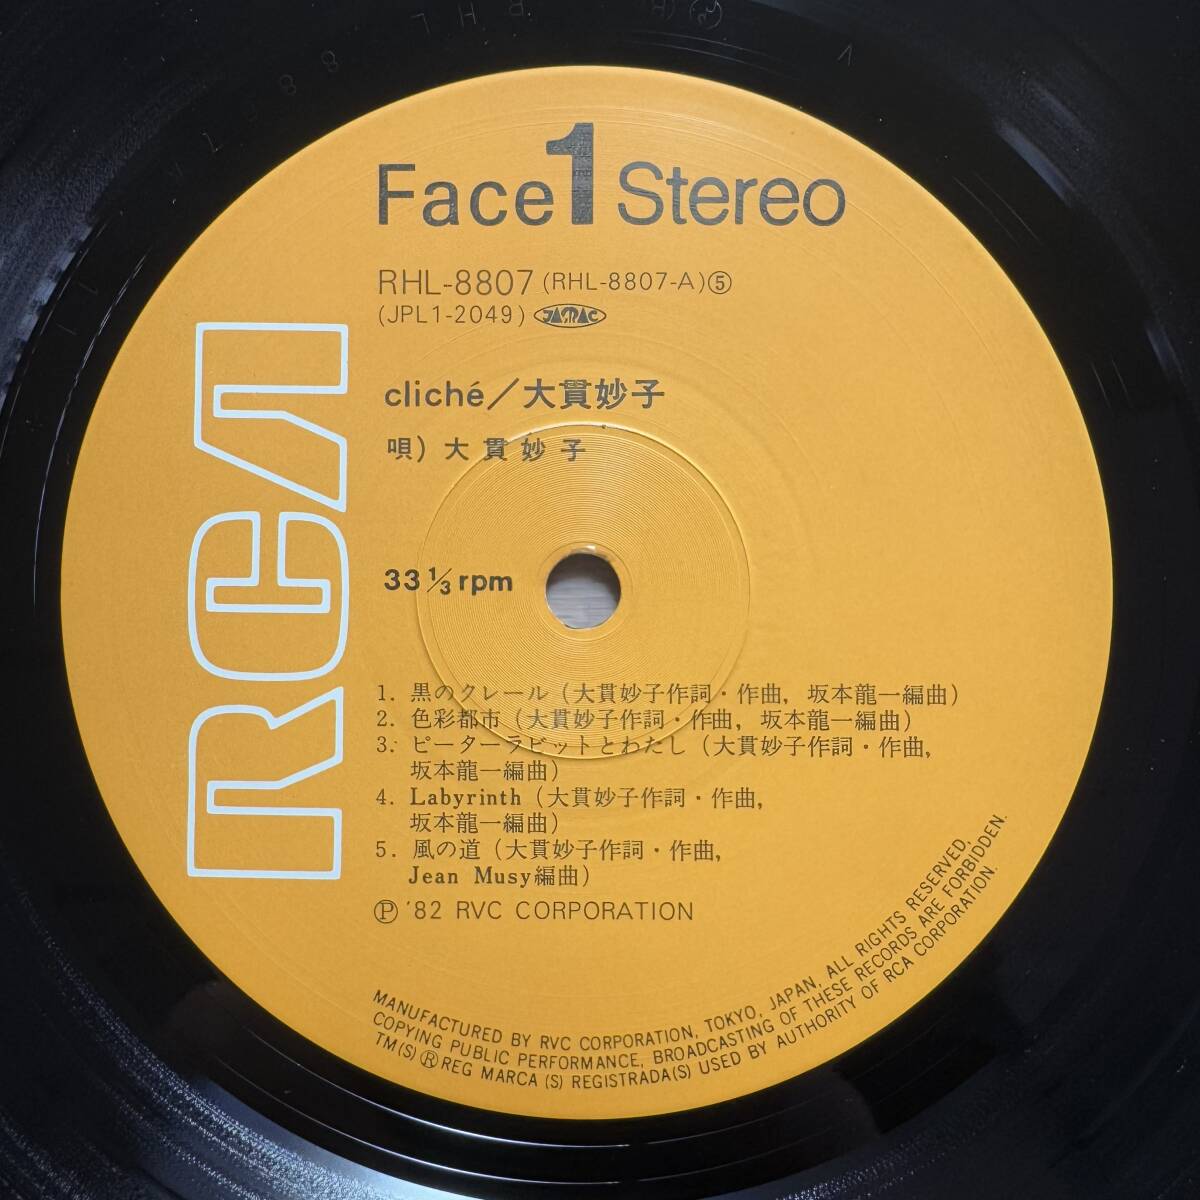 Face 1 Stereo
RHL-8807 (RHL-8807-A)⑤
(JPL1-2049) JASRAC
cliché/大貫妙子
唄) 大貫妙子
RCA
33 1/3 rpm
1. 黒のクレール (大貫妙子作詞・作曲, 坂本龍一編曲)
2. 色彩都市 (大貫妙子作詞・作曲, 坂本龍一編曲)
3. ピーターラビットとわたし (大貫妙子作詞・作曲,
坂本龍一編曲)
4. Labyrinth (大貫妙子作詞・作曲,
坂本龍一編曲)
5. 風の道 (大貫妙子作詞・作曲,
Jean Musy編曲)
Ⓟ '82 RVC CORPORATION
MANUFACTURED BY RVC CORPORATION, TOKYO, JAPAN, ALL RIGHTS RESERVED,
COPYING PUBLIC PERFORMANCE, BROADCASTING OF THESE RECORDS ARE FORBIDDEN.
TM(S) Ⓡ REG MARCA (S) REGISTRADA(S) USED BY AUTHORITY OF RCA CORPORATION.